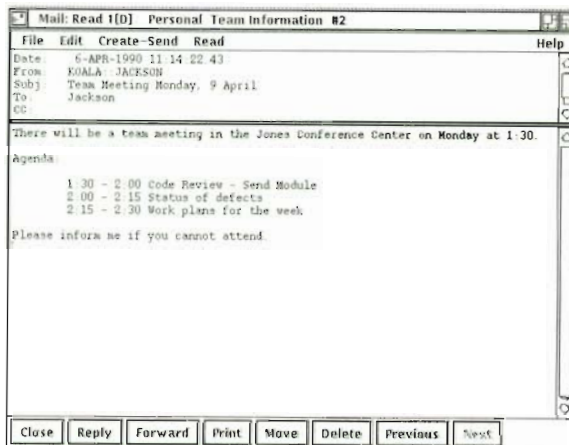 Mail: Read 1[D] Personal Team Information #2
File Edit Create-Send Read Help
Date: 6-APR-1990 11:14:22.43
From: KOALA::JACKSON
Subj: Team Meeting Monday, 9 April
To: Jackson
CC:
There will be a team meeting in the Jones Conference Center on Monday at 1:30.
Agenda:
1:30 - 2:00 Code Review - Send Module
2:00 - 2:15 Status of defects
2:15 - 2:30 Work plans for the week
Please inform me if you cannot attend.
Close Reply Forward Print Move Delete Previous Next